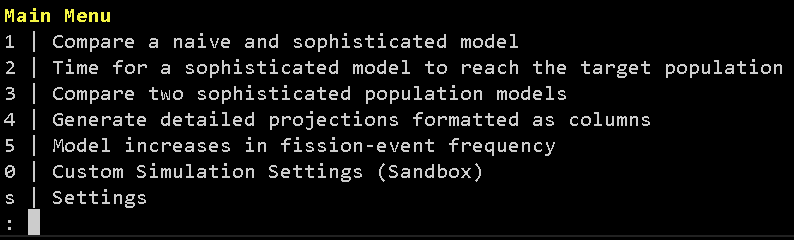 Main Menu
1 | Compare a naive and sophisticated model
2 | Time for a sophisticated model to reach the target population
3 | Compare two sophisticated population models
4 | Generate detailed projections formatted as columns
5 | Model increases in fission-event frequency
0 | Custom Simulation Settings (Sandbox)
s | Settings
: